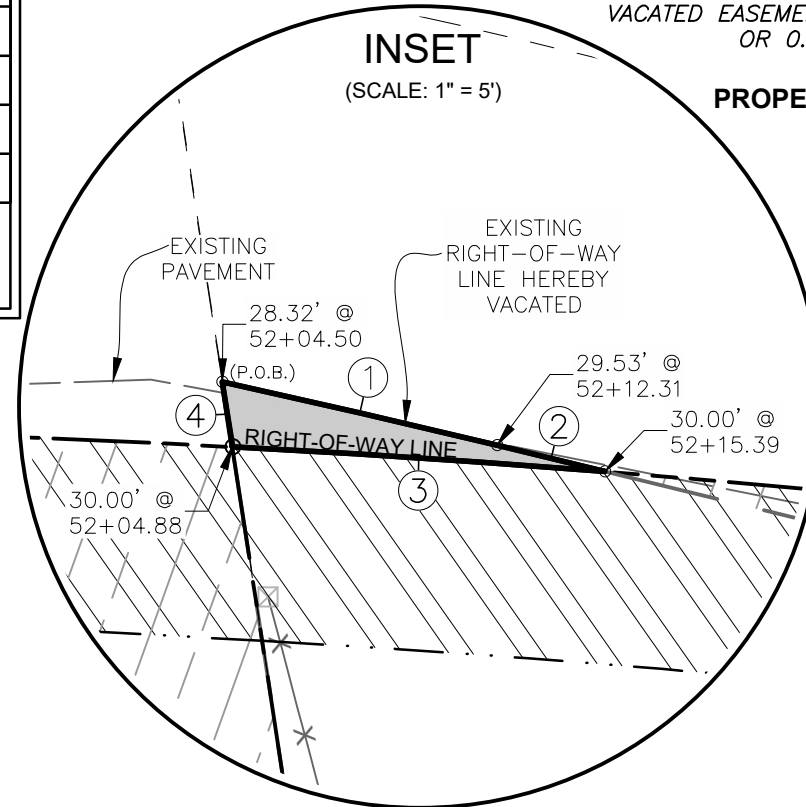 VACATED EASEME
OR 0.
INSET
(SCALE: 1" = 5')
PROPE
EXISTING
PAVEMENT
EXISTING
RIGHT-OF-WAY
LINE HEREBY
VACATED
28.32' @
52+04.50
(P.O.B.)
1
29.53' @
52+12.31
4
2
30.00' @
52+15.39
RIGHT-OF-WAY LINE
3
30.00' @
52+04.88